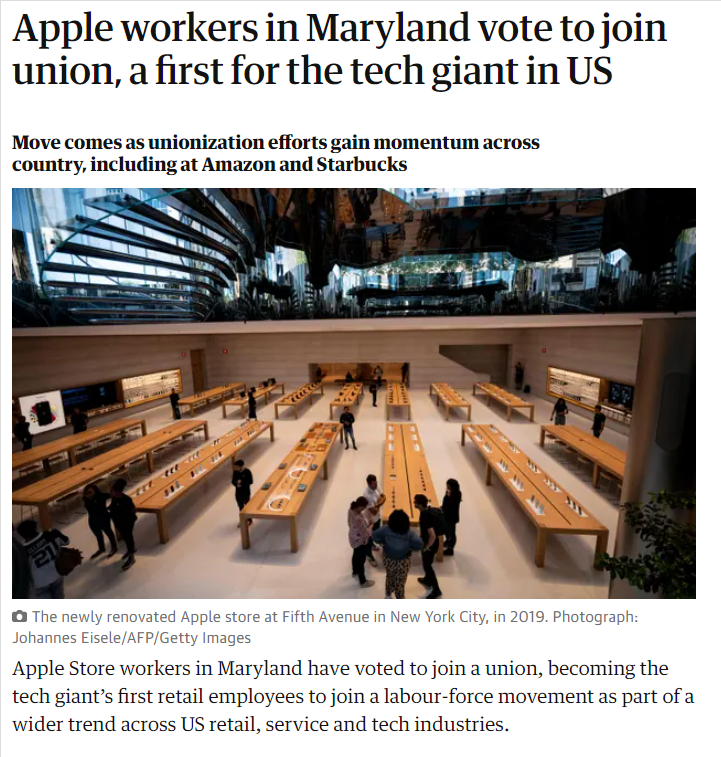 Apple workers in Maryland vote to join
union, a first for the tech giant in US
Move comes as unionization efforts gain momentum across
country, including at Amazon and Starbucks
21
The newly renovated Apple store at Fifth Avenue in New York City, in 2019. Photograph:
Johannes Eisele/AFP/Getty Images
Apple Store workers in Maryland have voted to join a union, becoming the
tech giant’s first retail employees to join a labour-force movement as part of a
wider trend across US retail, service and tech industries.